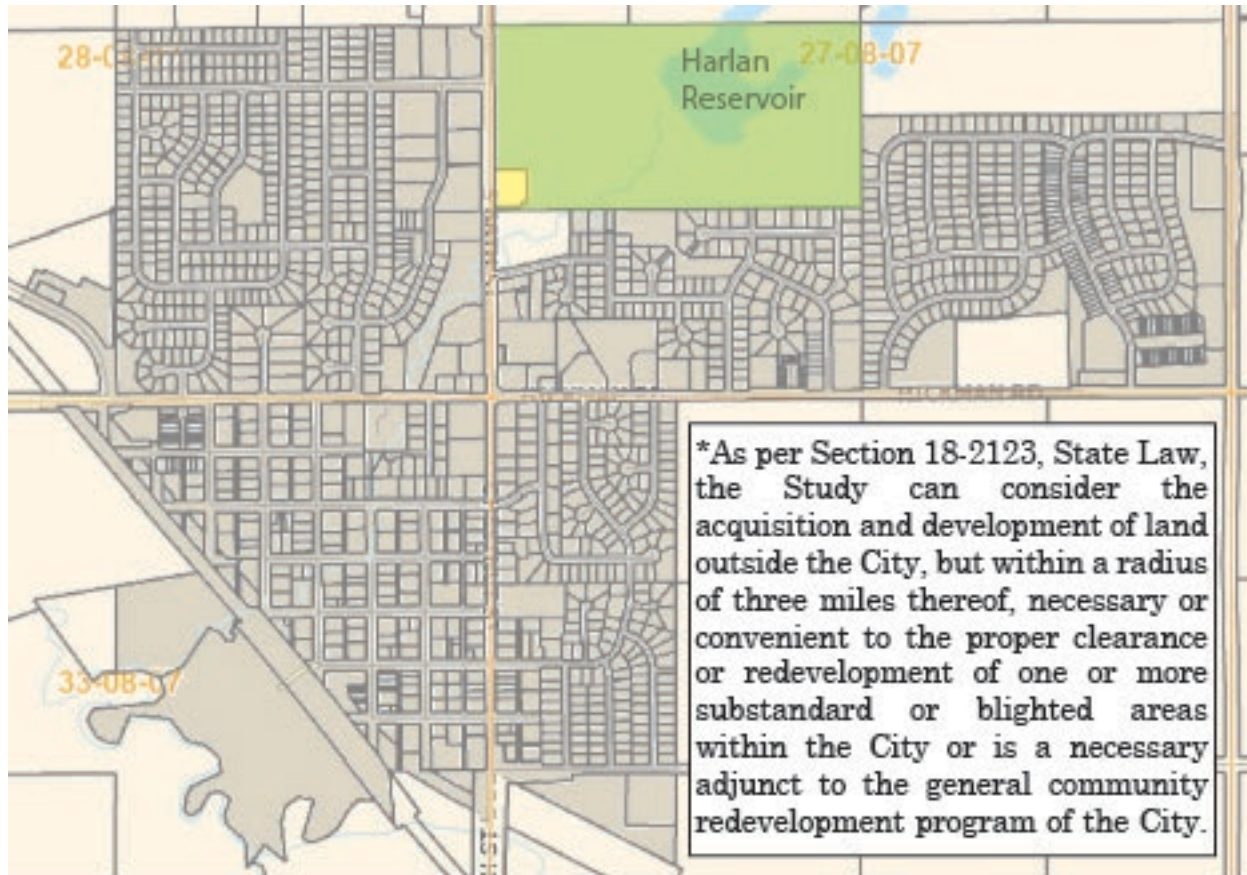 27-08-07
Harlan
Reservoir
HICKMAN RD
*As per Section 18-2123, State Law,
the Study can consider the
acquisition and development of land
outside the City, but within a radius
of three miles thereof, necessary or
convenient to the proper clearance
or redevelopment of one or more
substandard or blighted areas
within the City or is a necessary
adjunct to the general community
redevelopment program of the City.
33-08-07